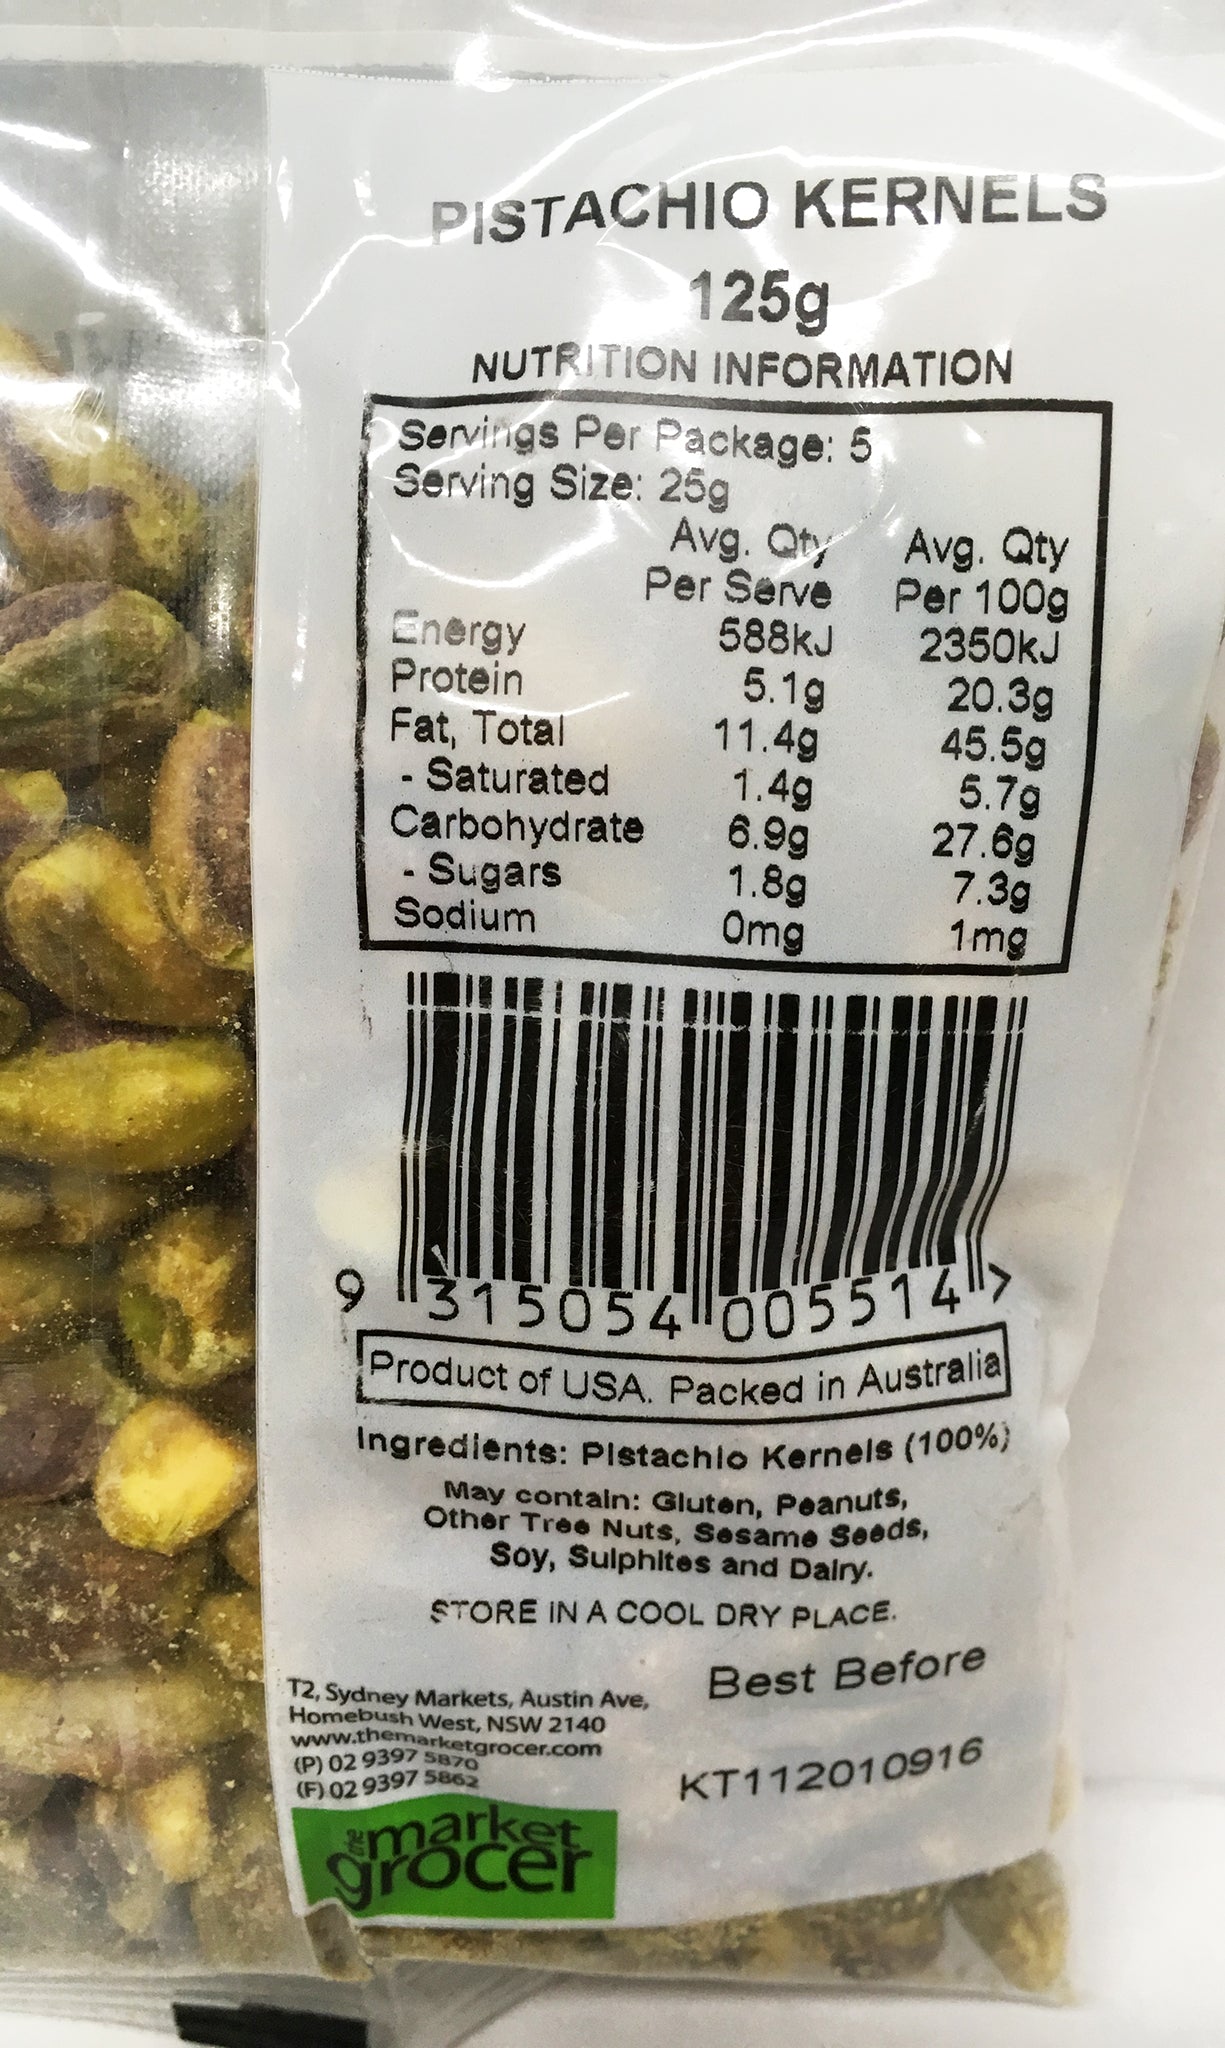 PISTACHIO KERNELS
125g
NUTRITION INFORMATION
Servings Per Package: 5
Serving Size: 25g
Avg. Qty Avg. Qty
Per Serve Per 100g
Energy 588kJ 2350kJ
Protein 5.1g 20.3g
Fat, Total 11.4g 45.5g
- Saturated 1.4g 5.7g
Carbohydrate 6.9g 27.6g
- Sugars 1.8g 7.3g
Sodium 0mg 1mg
9 315054 005514 >
Product of USA. Packed in Australia
Ingredients: Pistachio Kernels (100%)
May contain: Gluten, Peanuts,
Other Tree Nuts, Sesame Seeds,
Soy, Sulphites and Dairy.
STORE IN A COOL DRY PLACE.
Best Before
KT112010916
T2, Sydney Markets, Austin Ave,
Homebush West, NSW 2140
www.themarketgrocer.com
(P) 02 9397 5870
(F) 02 9397 5862
the market
grocer